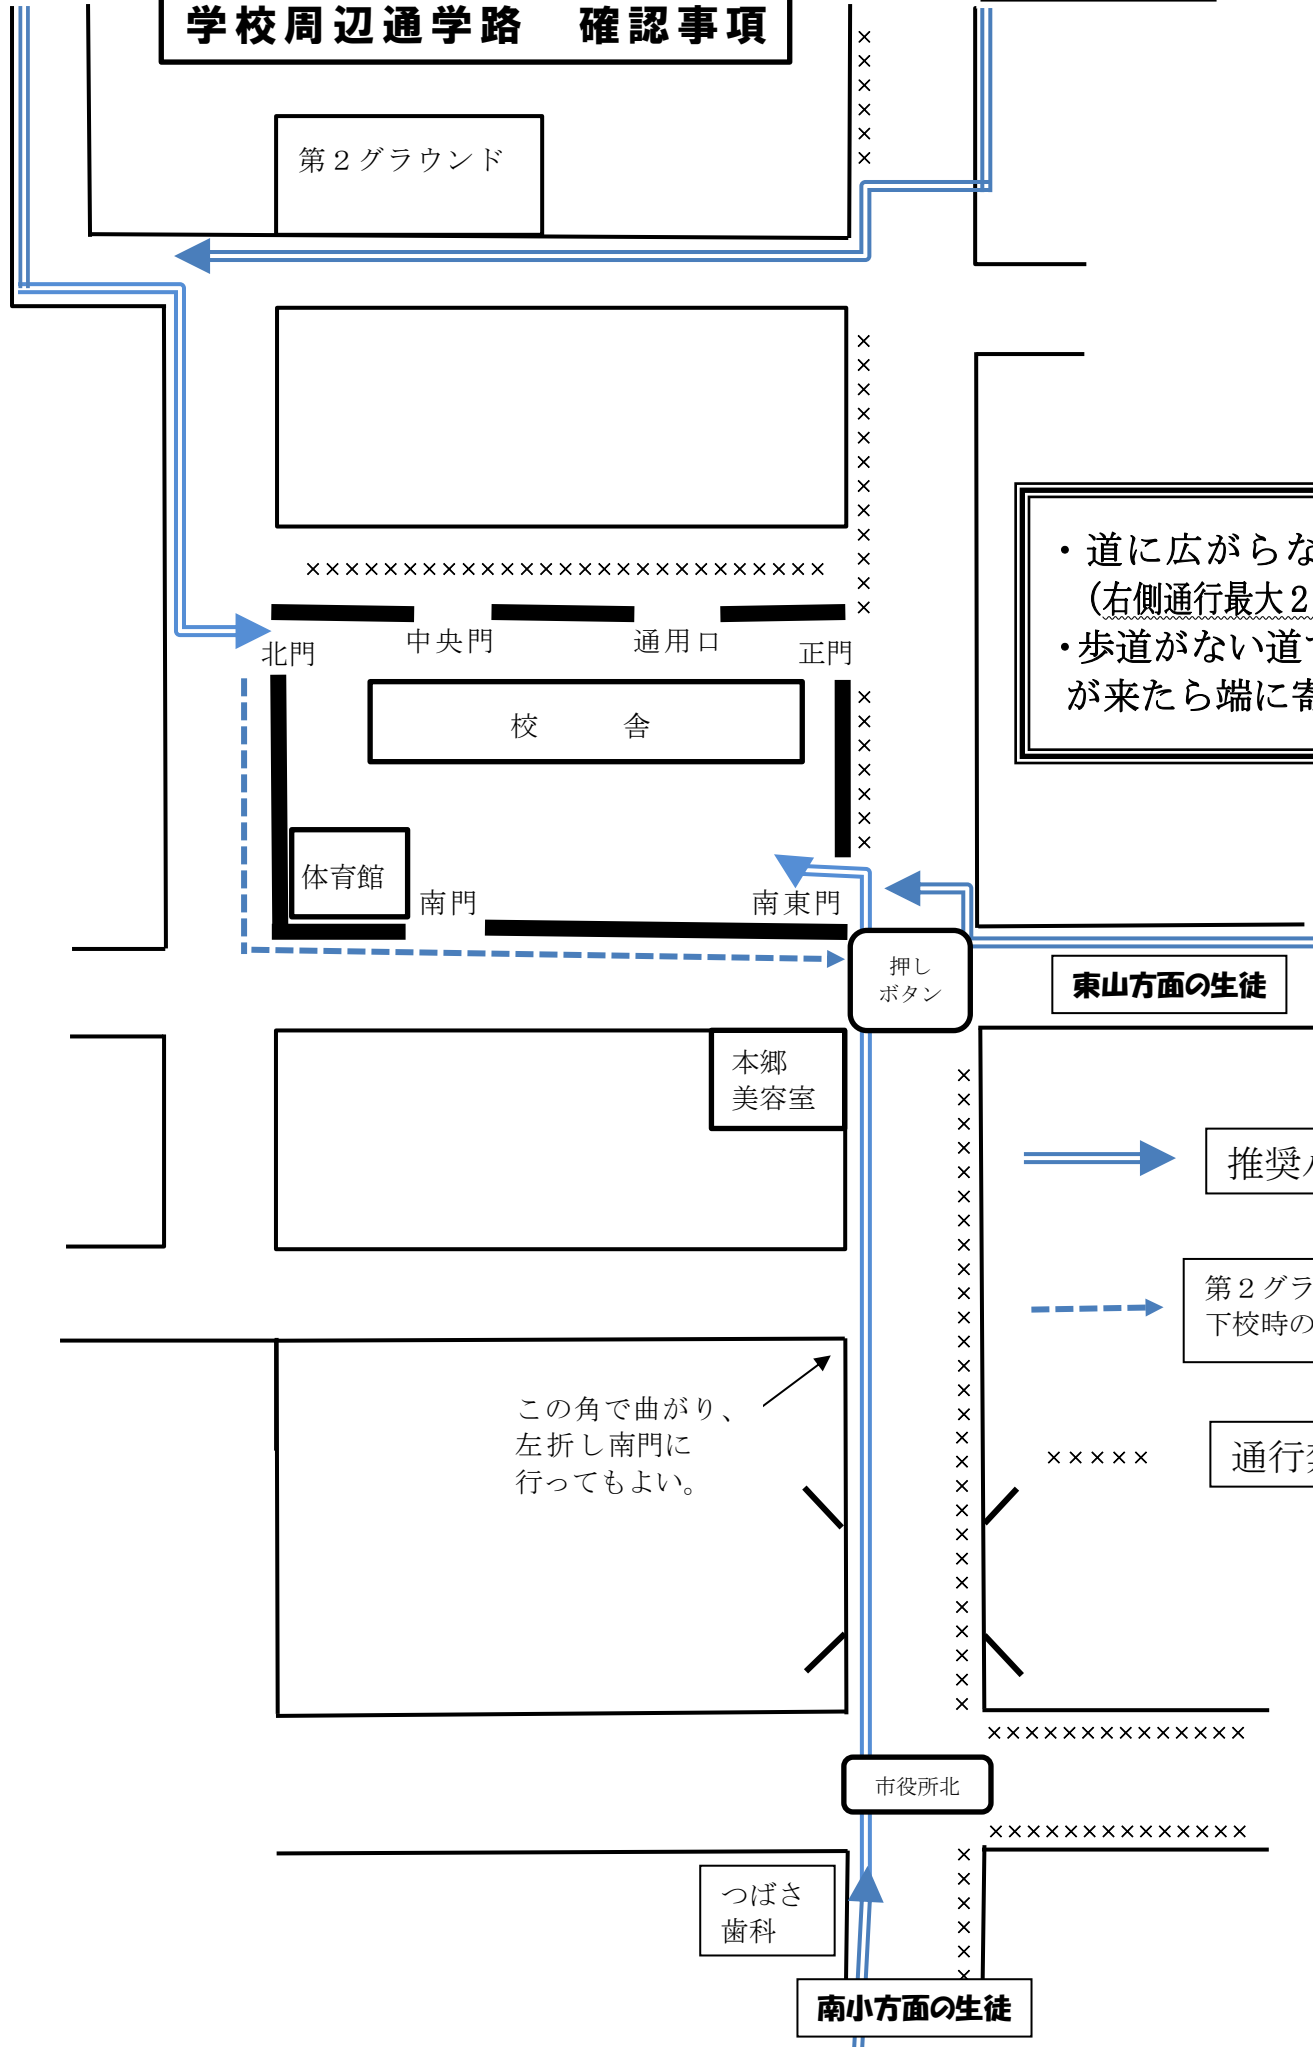 学校周辺通学路　確認事項
第２グラウンド
・道に広がらな
（右側通行最大２
・歩道がない道
が来たら端に寄
北門
中央門
通用口
正門
校　　舎
体育館
南門
南東門
押し
ボタン
東山方面の生徒
本郷
美容室
推奨
第２グラ
下校時の
この角で曲がり、
左折し南門に
行ってもよい。
×××××
通行禁
市役所北
つばさ
歯科
南小方面の生徒